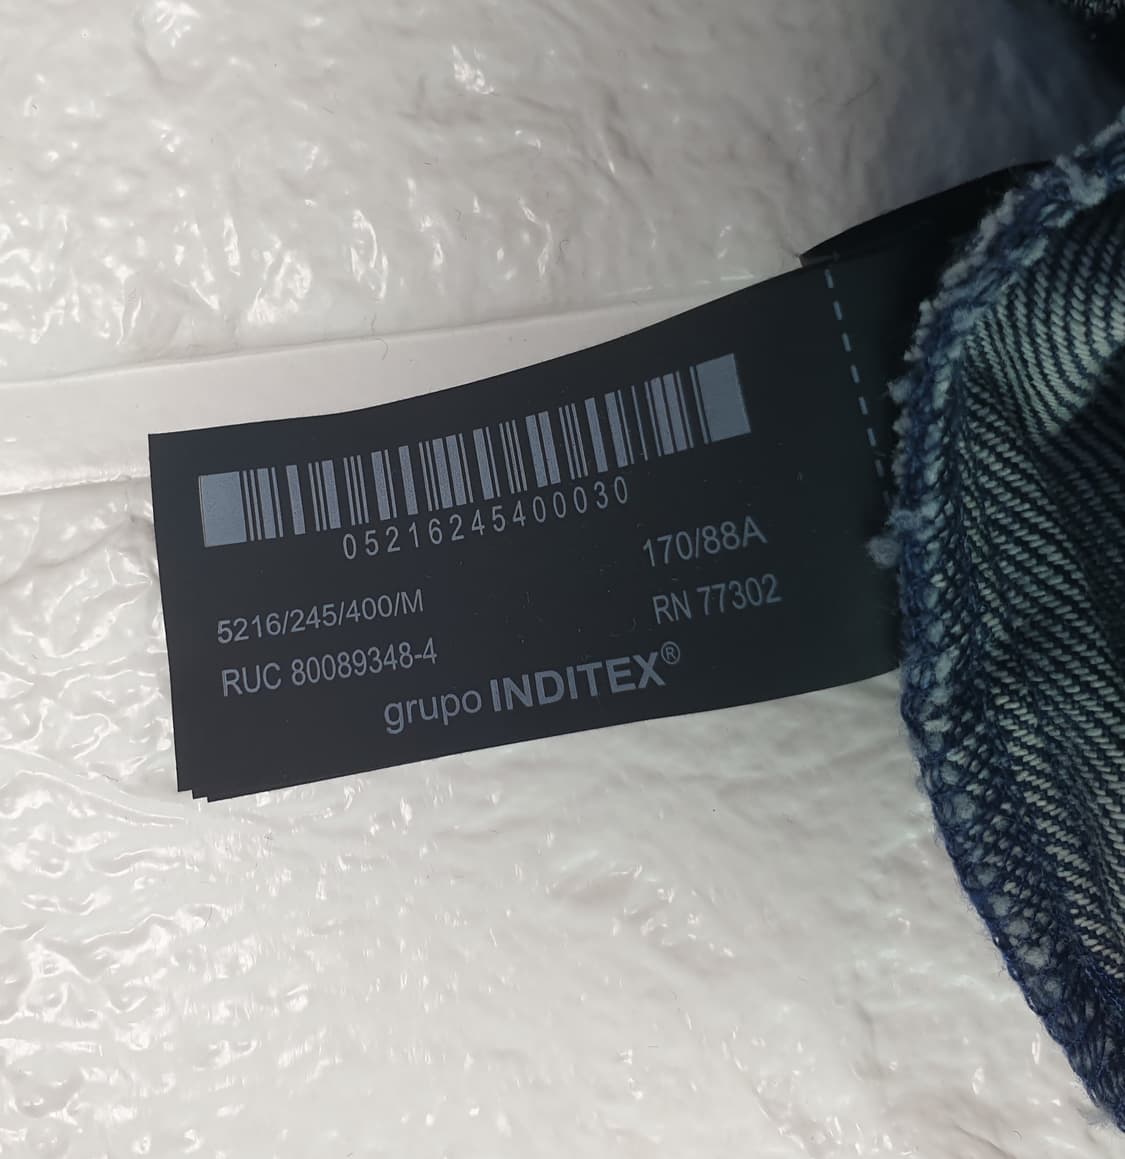 05216245400030
170/88A
5216/245/400/M
RN 77302
RUC 80089348-4
grupo INDITEX®